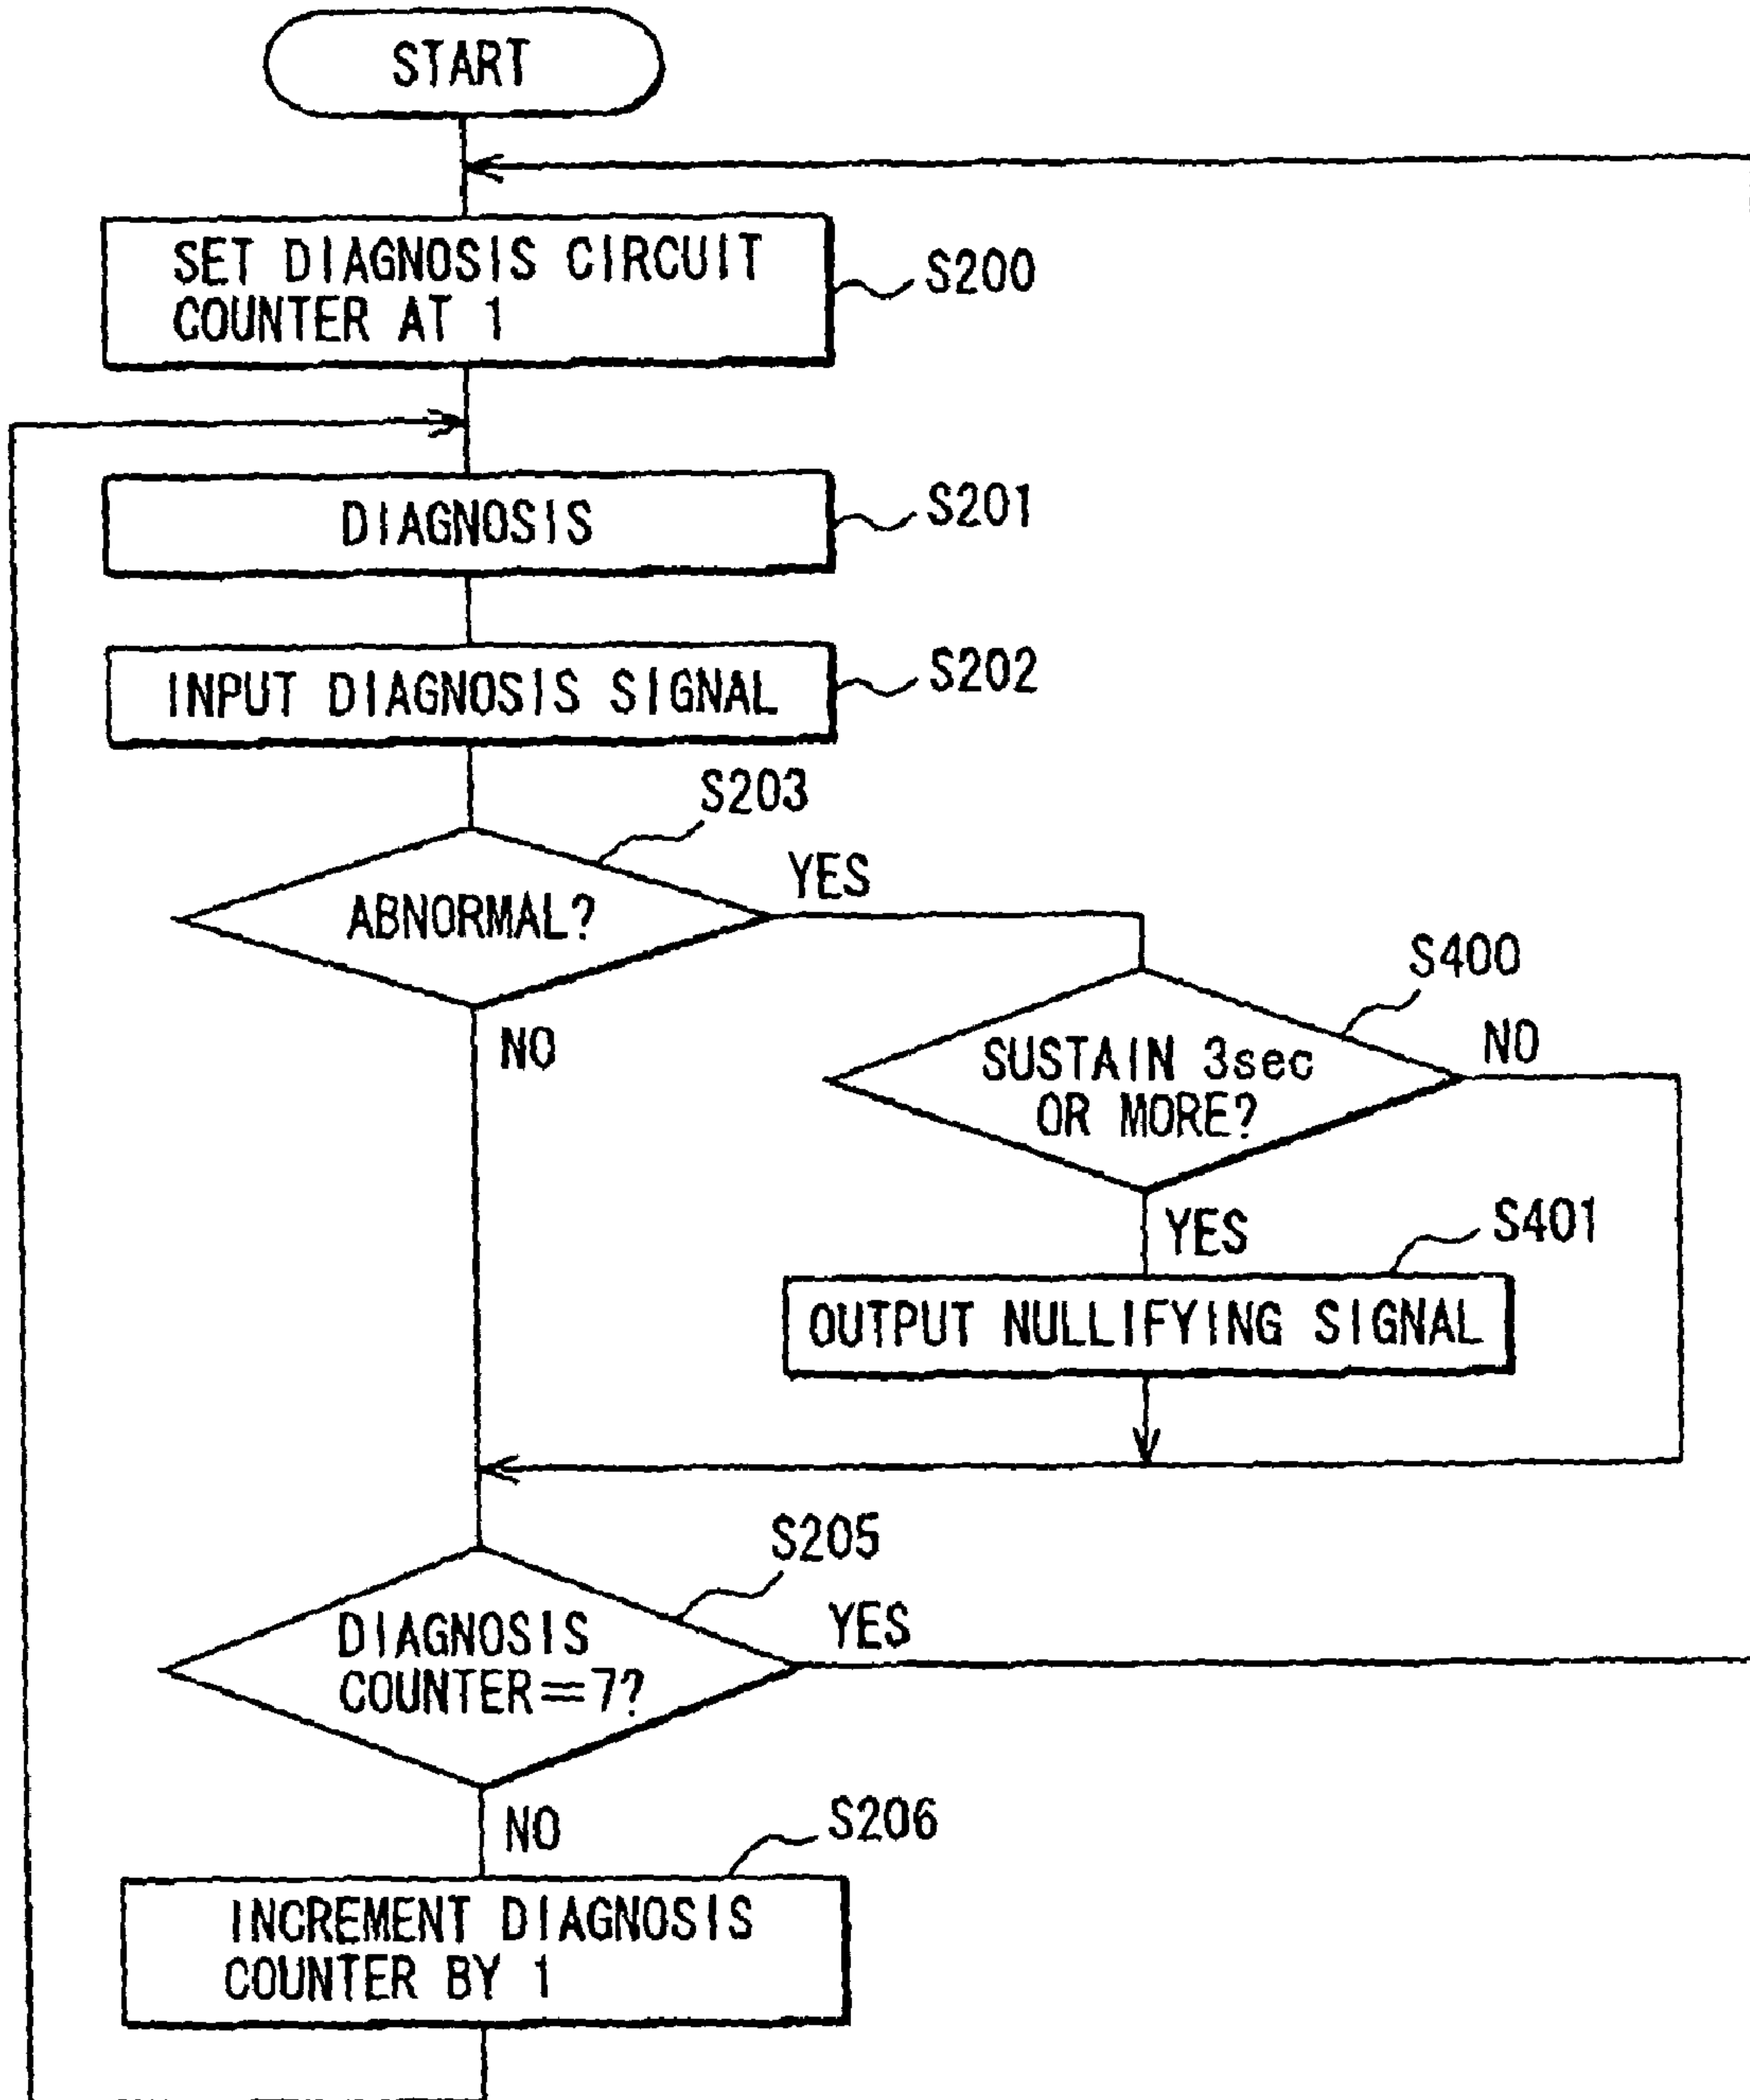 START
SET DIAGNOSIS CIRCUIT
COUNTER AT 1
S200
DIAGNOSIS
S201
INPUT DIAGNOSIS SIGNAL
S202
S203
ABNORMAL?
YES
NO
S400
SUSTAIN 3sec
OR MORE?
NO
YES
S401
OUTPUT NULLIFYING SIGNAL
S205
DIAGNOSIS
COUNTER=7?
YES
NO
S206
INCREMENT DIAGNOSIS
COUNTER BY 1